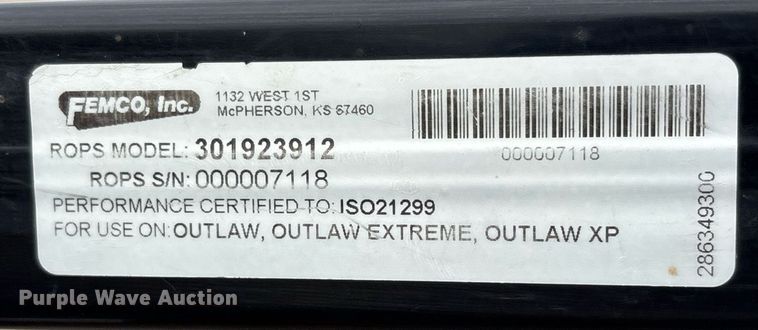 FEMCO, Inc.
1132 WEST 1ST
McPHERSON, KS 67460
000007118
ROPS MODEL: 301923912
ROPS S/N: 000007118
PERFORMANCE CERTIFIED TO: ISO21299
FOR USE ON: OUTLAW, OUTLAW EXTREME, OUTLAW XP
286349300
Purple Wave Auction